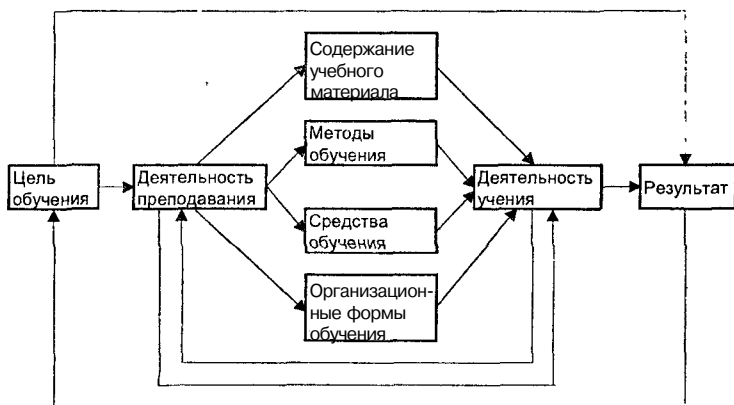 Содержание
учебного
материала
Методы
обучения
Цель
обучения
Деятельность
преподавания
Деятельность
учения
Результат
Средства
обучения
Организацион-
ные формы
обучения